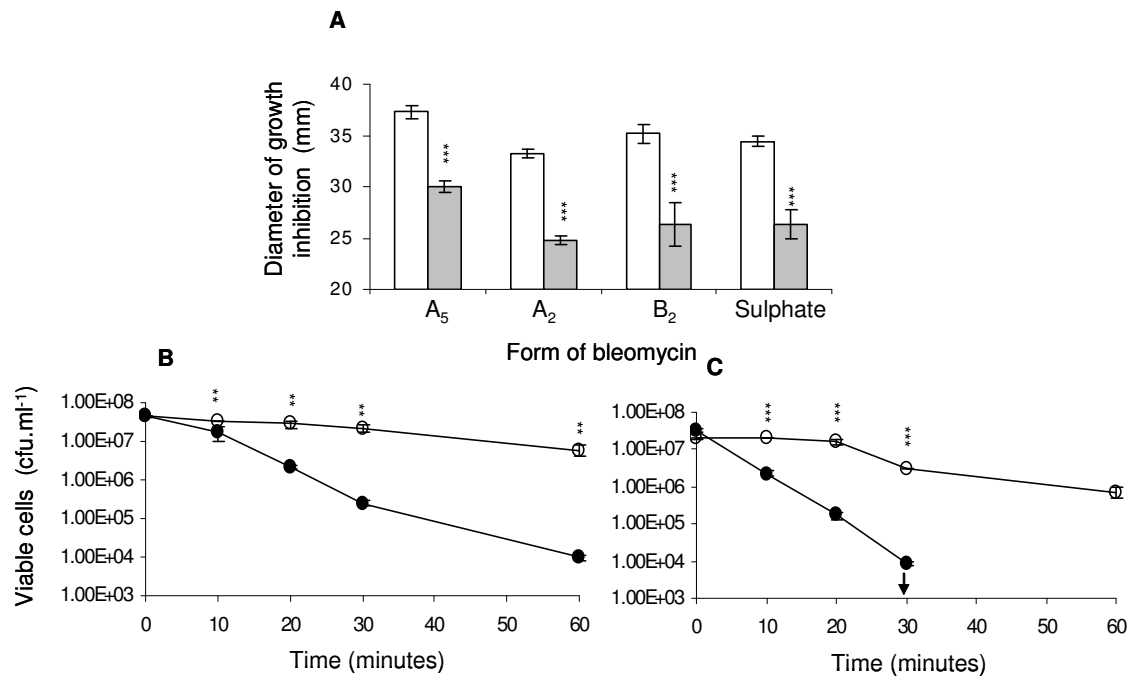 A
Diameter of growth
inhibition (mm)
40
35
30
25
20
***
***
***
***
A₅ A₂ B₂ Sulphate
Form of bleomycin
B
Viable cells (cfu.ml⁻¹)
1.00E+08
1.00E+07
1.00E+06
1.00E+05
1.00E+04
1.00E+03
**
**
**
**
0 10 20 30 40 50 60
Time (minutes)
C
1.00E+08
1.00E+07
1.00E+06
1.00E+05
1.00E+04
1.00E+03
***
***
***
0 10 20 30 40 50 60
Time (minutes)